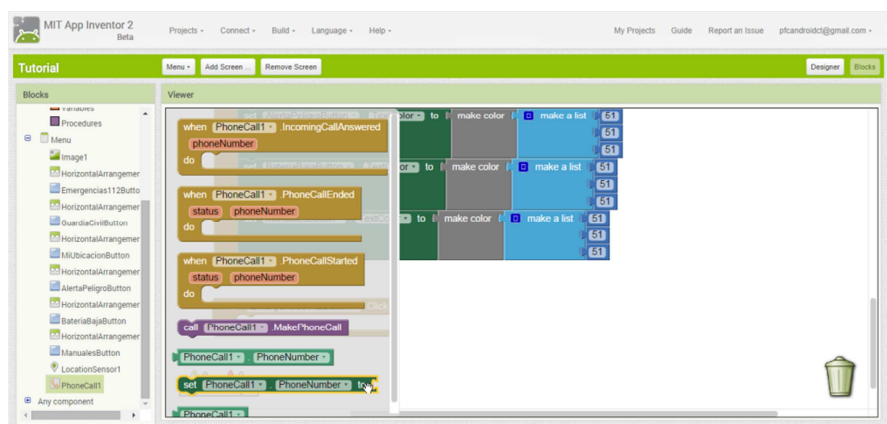 MIT App Inventor 2
Beta
Projects Connect Build Language Help
My Projects Guide Report an Issue pfcandroidct@gmail.com
Tutorial
Menu Add Screen ... Remove Screen
Designer Blocks
Blocks
Viewer
Variables
Procedures
Menu
Image1
HorizontalArrangemer
Emergencias112Butto
HorizontalArrangemer
GuardiaCivilButton
HorizontalArrangemer
MiUbicacionButton
HorizontalArrangemer
AlertaPeligroButton
HorizontalArrangemer
BateriaBajaButton
HorizontalArrangemer
ManualesButton
LocationSensor1
PhoneCall1
Any component
when PhoneCall1 .IncomingCallAnswered
phoneNumber
do
when PhoneCall1 .PhoneCallEnded
status phoneNumber
do
when PhoneCall1 .PhoneCallStarted
status phoneNumber
do
call PhoneCall1 .MakePhoneCall
PhoneCall1 . PhoneNumber
set PhoneCall1 . PhoneNumber to
PhoneCall1
to make color make a list 51
51
51
to make color make a list 51
51
51
to make color make a list 51
51
51